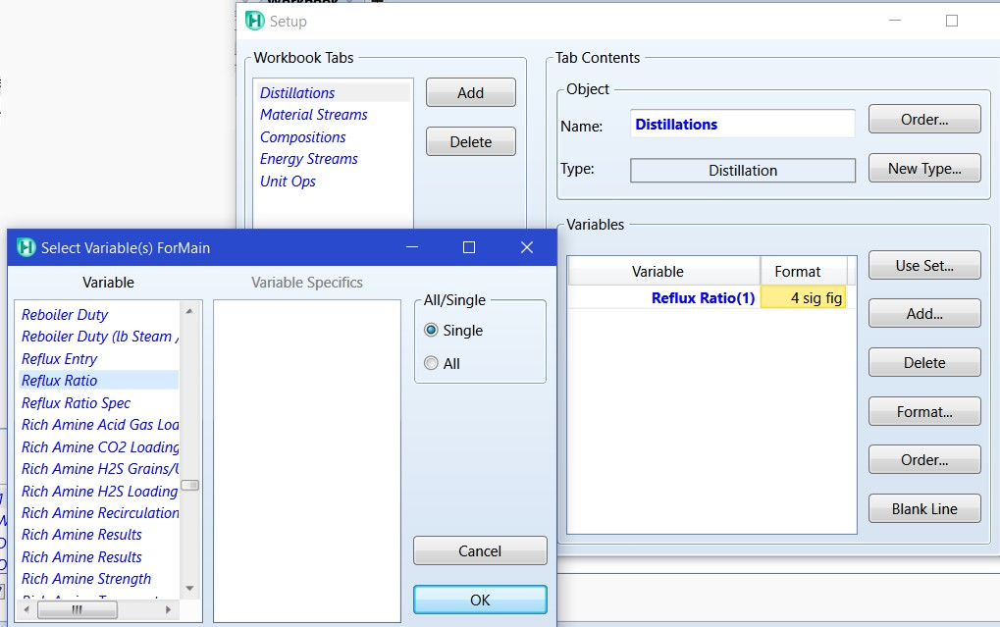 Setup
Workbook Tabs
Distillations
Material Streams
Compositions
Energy Streams
Unit Ops
Add
Delete
Tab Contents
Object
Name:
Distillations
Order...
Type:
Distillation
New Type...
Variables
Variable
Format
Reflux Ratio(1)
4 sig fig
Use Set...
Add...
Delete
Format...
Order...
Blank Line
Select Variable(s) ForMain
Variable
Variable Specifics
Reboiler Duty
Reboiler Duty (lb Steam /
Reflux Entry
Reflux Ratio
Reflux Ratio Spec
Rich Amine Acid Gas Loa
Rich Amine CO2 Loading
Rich Amine H2S Grains/U
Rich Amine H2S Loading
Rich Amine Recirculation
Rich Amine Results
Rich Amine Results
Rich Amine Strength
All/Single
Single
All
Cancel
OK